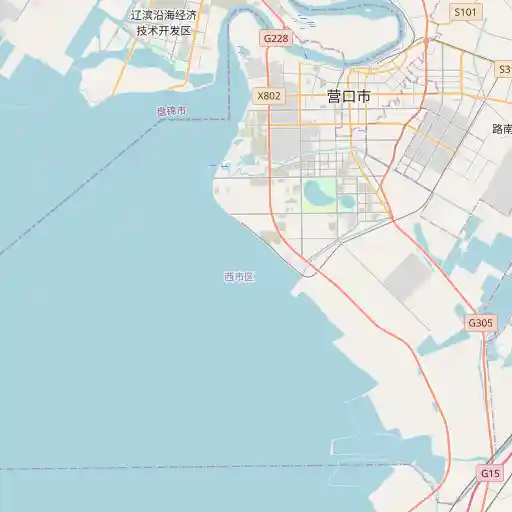 辽滨沿海经济
技术开发区
S101
G228
S31
X802
营口市
盘锦市
路南
西市区
G305
G15